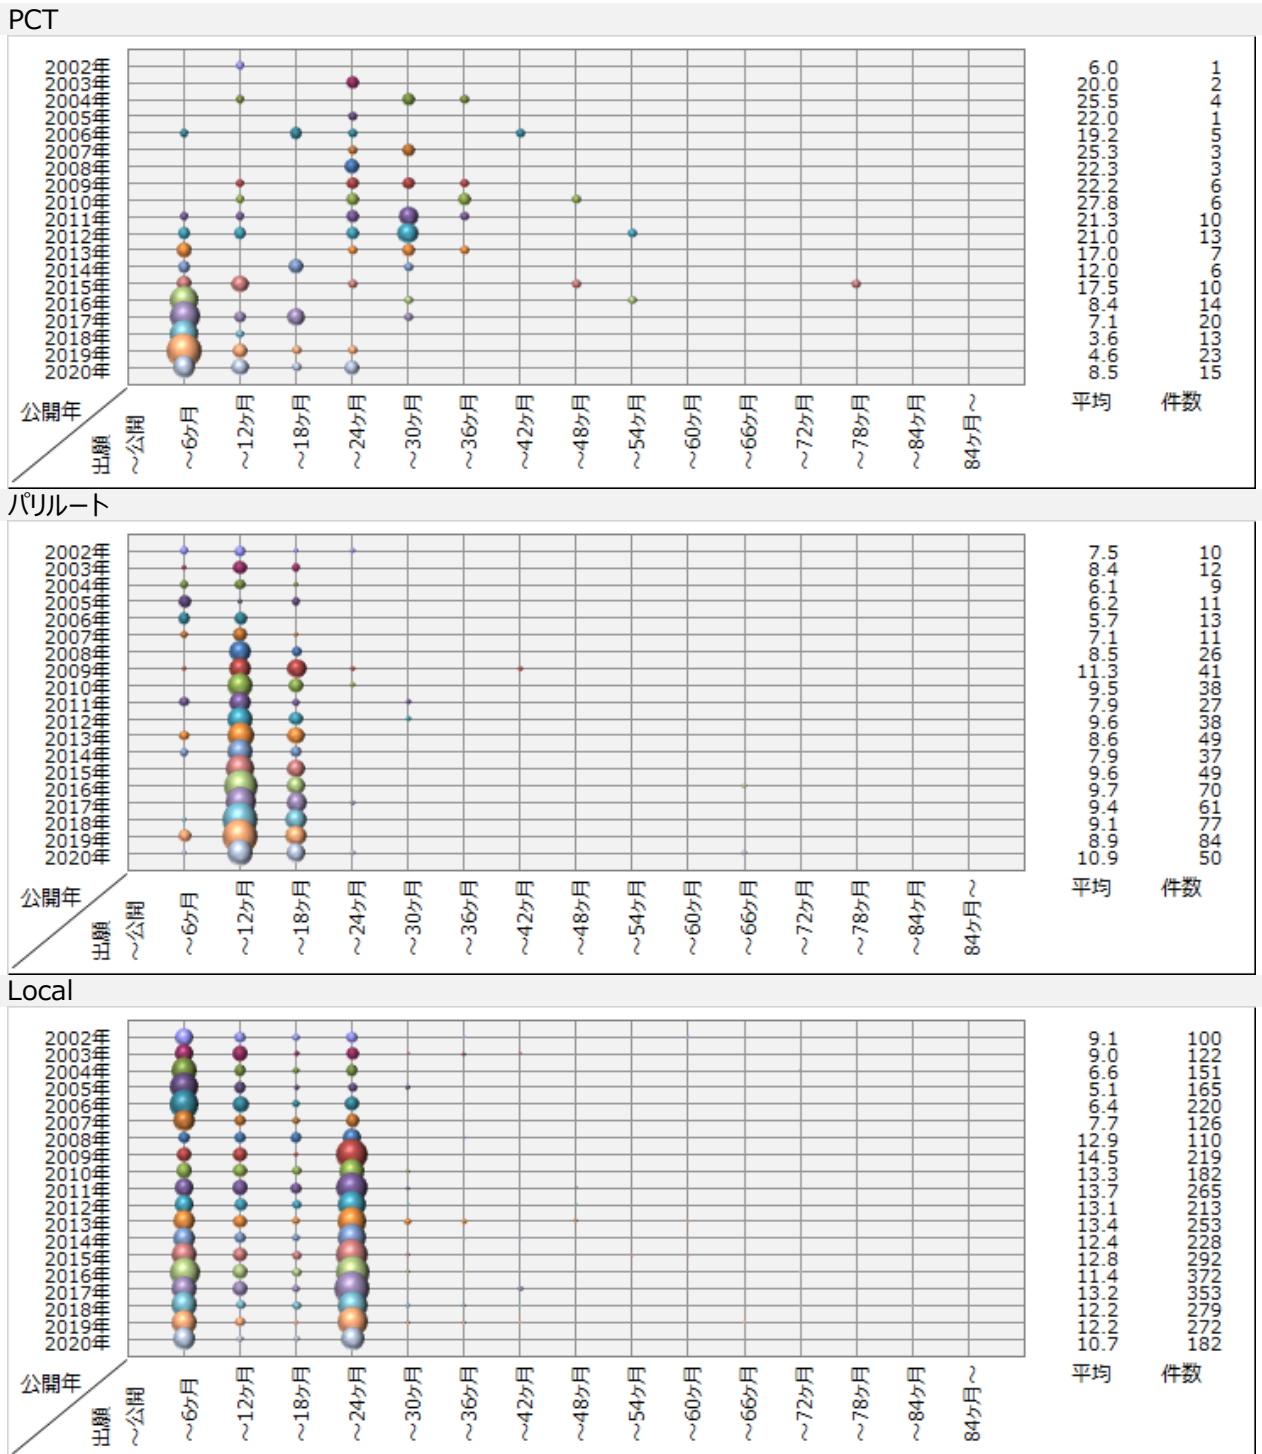 PCT
2002年 6.0 1
2003年 20.0 2
2004年 25.5 4
2005年 22.0 1
2006年 19.2 5
2007年 25.3 3
2008年 22.3 3
2009年 22.2 6
2010年 27.8 6
2011年 21.3 10
2012年 21.0 13
2013年 17.0 7
2014年 12.0 6
2015年 17.5 10
2016年 8.4 14
2017年 7.1 20
2018年 3.6 13
2019年 4.6 23
2020年 8.5 15
公開年 出願 ~公開 ~6ヶ月 ~12ヶ月 ~18ヶ月 ~24ヶ月 ~30ヶ月 ~36ヶ月 ~42ヶ月 ~48ヶ月 ~54ヶ月 ~60ヶ月 ~66ヶ月 ~72ヶ月 ~78ヶ月 ~84ヶ月 84ヶ月~ 平均 件数
パリルート
2002年 7.5 10
2003年 8.4 12
2004年 6.1 9
2005年 6.2 11
2006年 5.7 13
2007年 7.1 11
2008年 8.5 26
2009年 11.3 41
2010年 9.5 38
2011年 7.9 27
2012年 9.6 38
2013年 8.6 49
2014年 7.9 37
2015年 9.6 49
2016年 9.7 70
2017年 9.4 61
2018年 9.1 77
2019年 8.9 84
2020年 10.9 50
公開年 出願 ~公開 ~6ヶ月 ~12ヶ月 ~18ヶ月 ~24ヶ月 ~30ヶ月 ~36ヶ月 ~42ヶ月 ~48ヶ月 ~54ヶ月 ~60ヶ月 ~66ヶ月 ~72ヶ月 ~78ヶ月 ~84ヶ月 84ヶ月~ 平均 件数
Local
2002年 9.1 100
2003年 9.0 122
2004年 6.6 151
2005年 5.1 165
2006年 6.4 220
2007年 7.7 126
2008年 12.9 110
2009年 14.5 219
2010年 13.3 182
2011年 13.7 265
2012年 13.1 213
2013年 13.4 253
2014年 12.4 228
2015年 12.8 292
2016年 11.4 372
2017年 13.2 353
2018年 12.2 279
2019年 12.2 272
2020年 10.7 182
公開年 出願 ~公開 ~6ヶ月 ~12ヶ月 ~18ヶ月 ~24ヶ月 ~30ヶ月 ~36ヶ月 ~42ヶ月 ~48ヶ月 ~54ヶ月 ~60ヶ月 ~66ヶ月 ~72ヶ月 ~78ヶ月 ~84ヶ月 84ヶ月~ 平均 件数